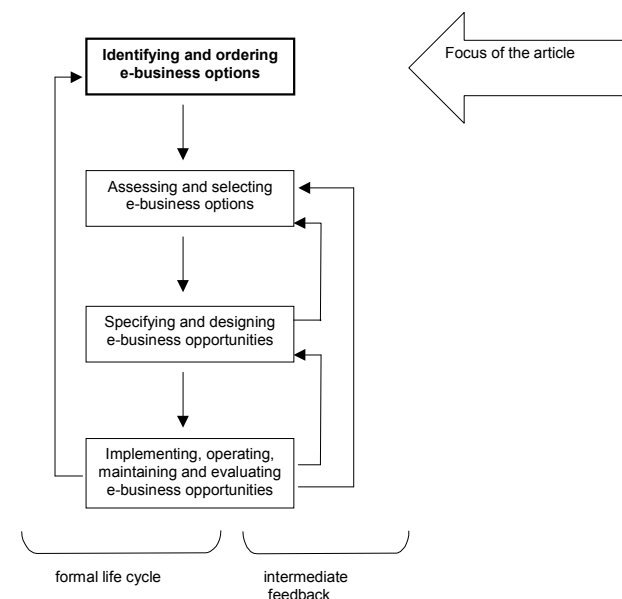 Identifying and ordering
e-business options
Focus of the article
Assessing and selecting
e-business options
Specifying and designing
e-business opportunities
Implementing, operating,
maintaining and evaluating
e-business opportunities
formal life cycle
intermediate
feedback